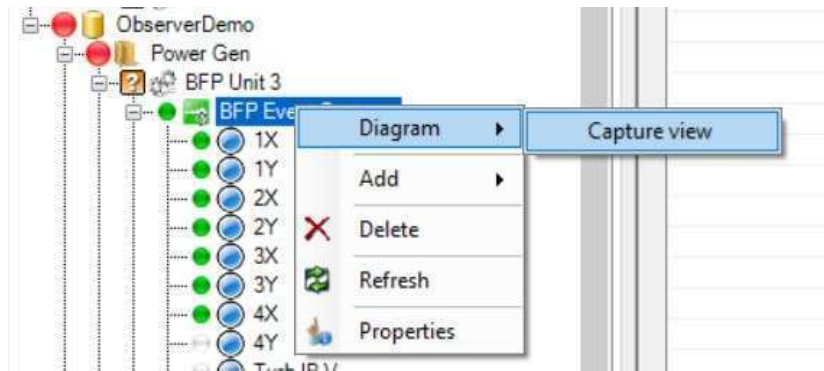 ObserverDemo
Power Gen
BFP Unit 3
BFP
Diagram
Capture view
1X
1Y
Add
2X
2Y
Delete
3X
3Y
Refresh
4X
4Y
Properties